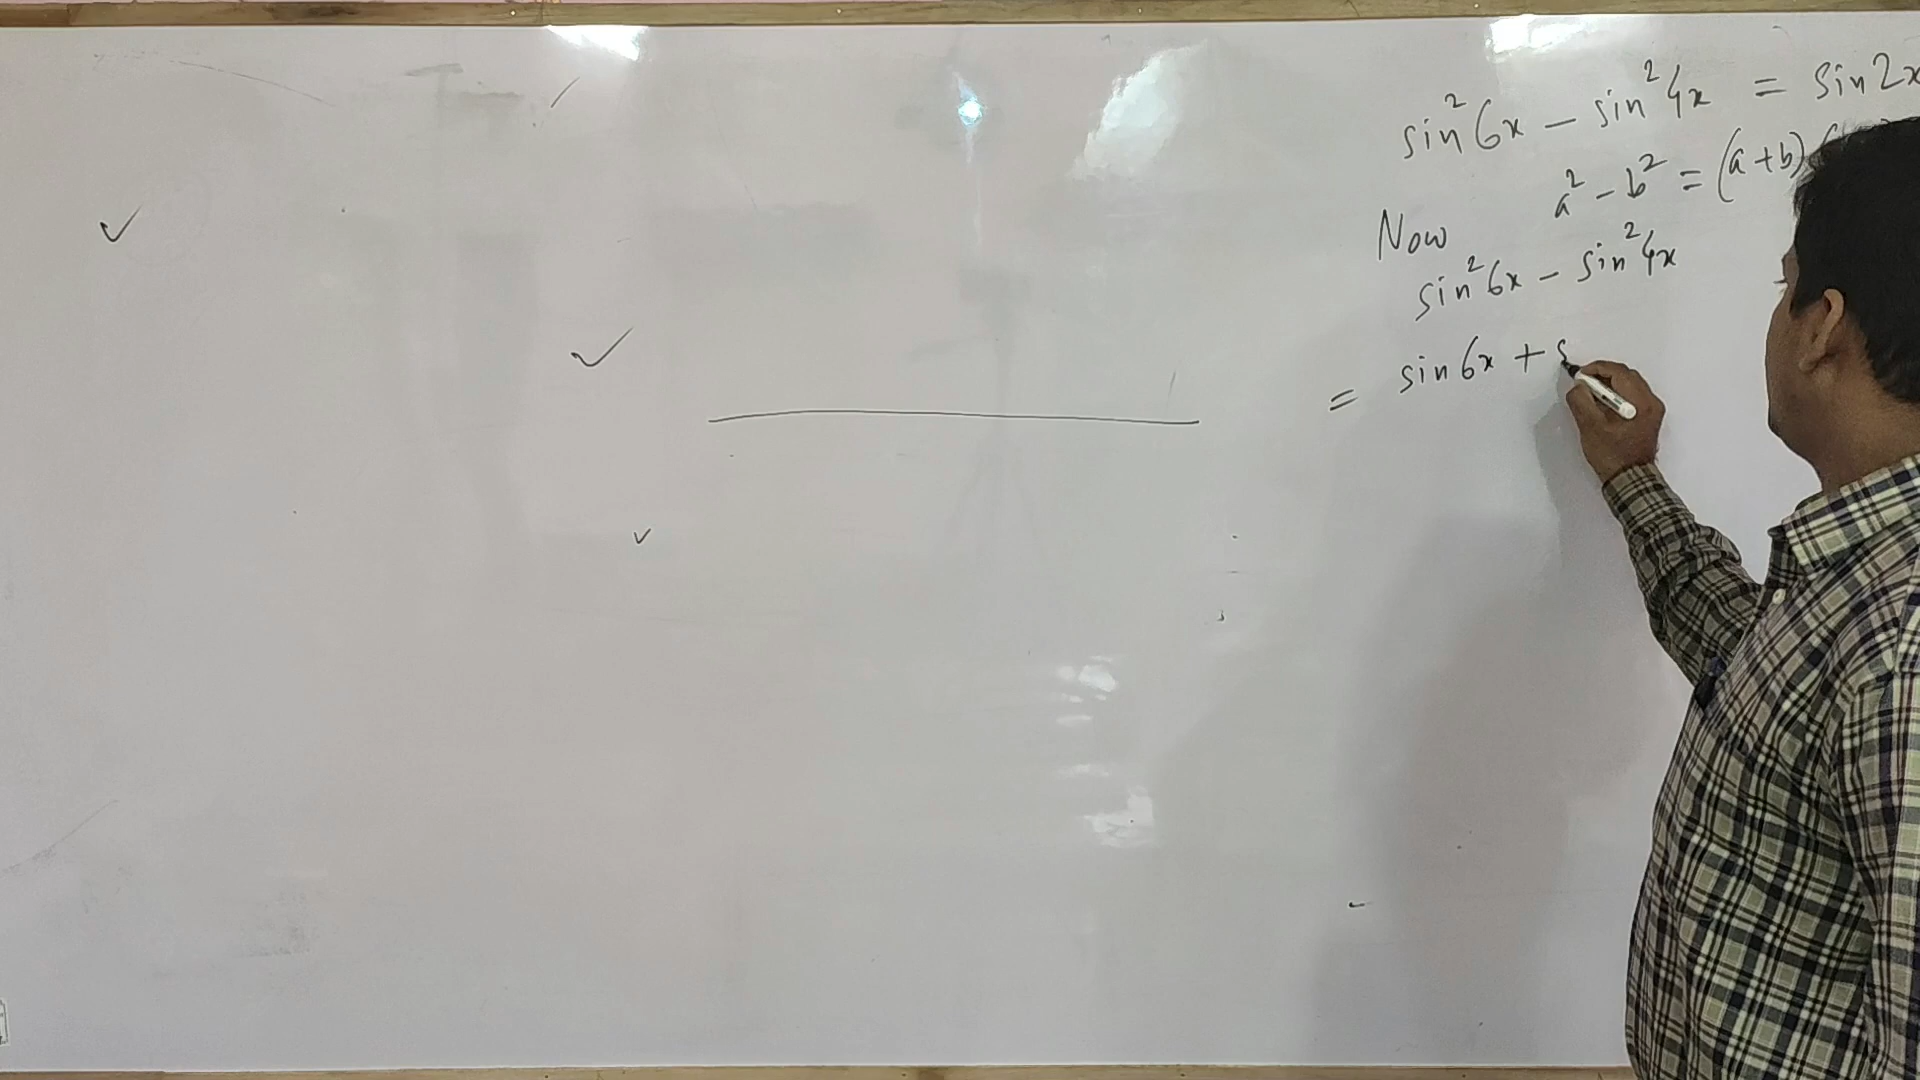 sin²6x − sin²4x = sin2x
a² − b² = (a+b)
Now
sin²6x − sin²4x
= sin6x + s